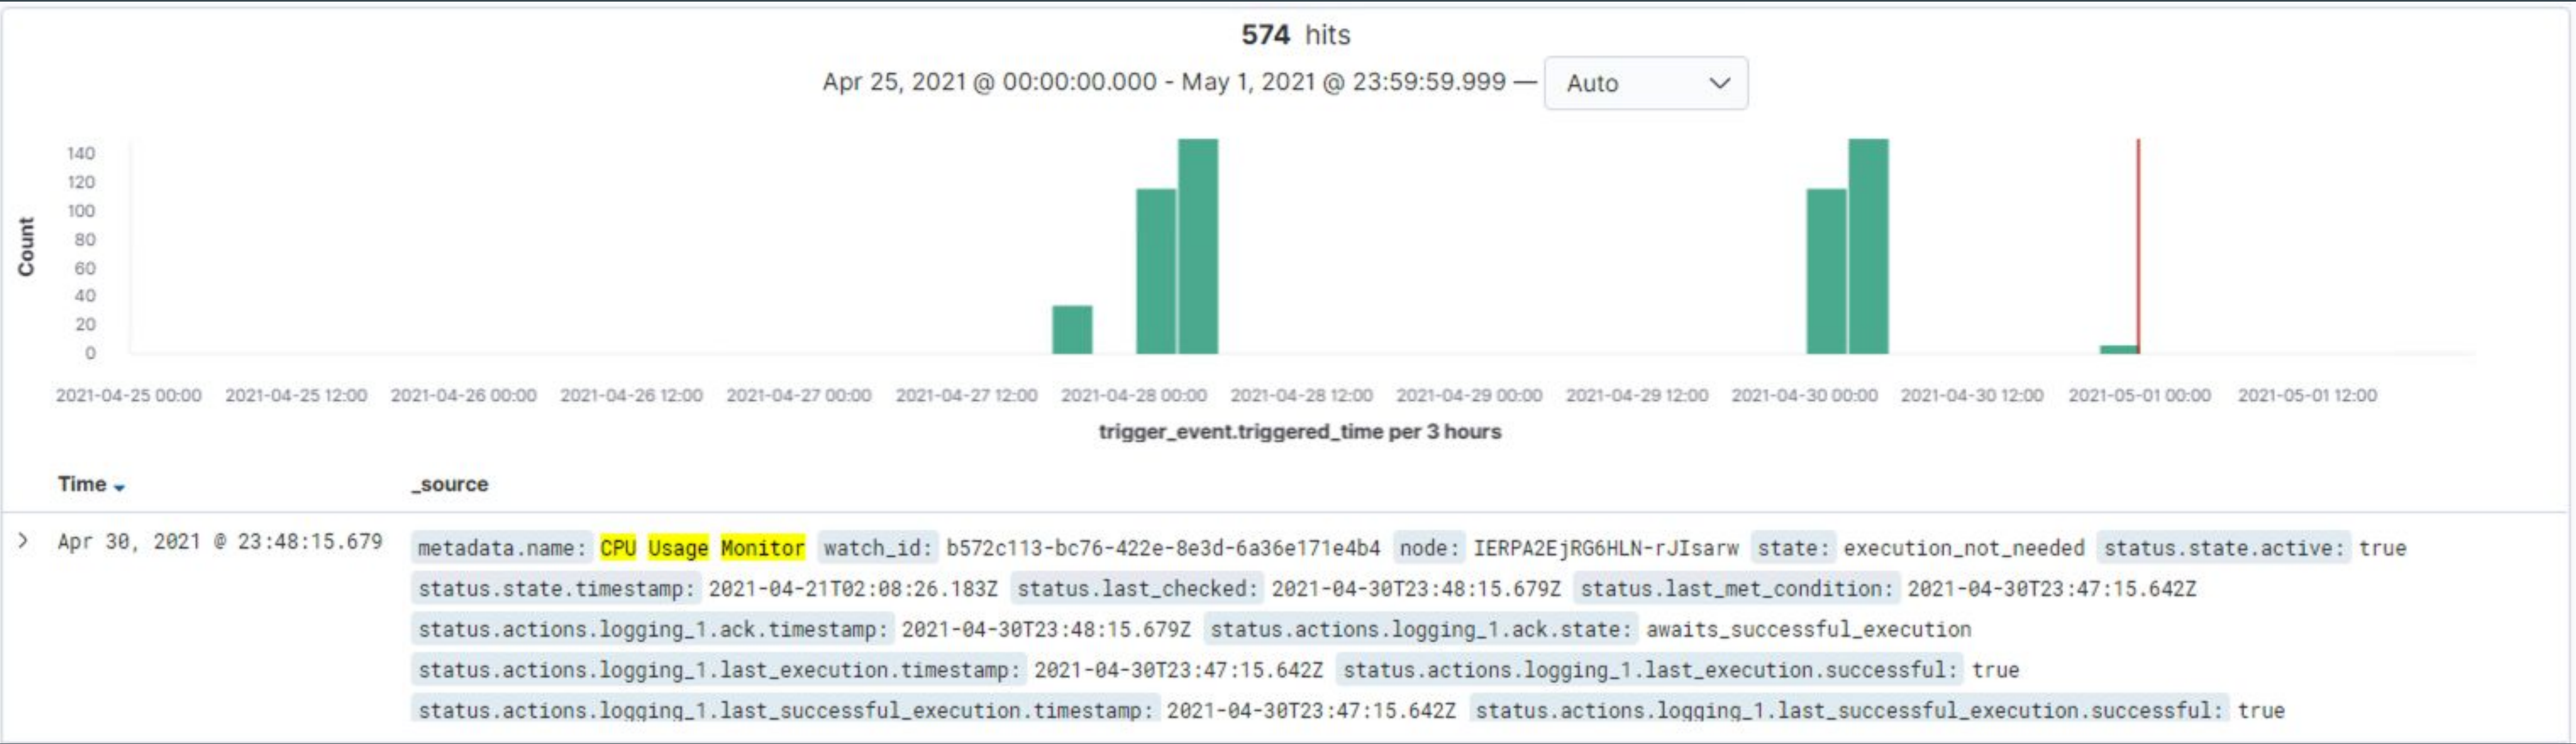 574 hits
Apr 25, 2021 @ 00:00:00.000 - May 1, 2021 @ 23:59:59.999 — Auto
Count
140
120
100
80
60
40
20
0
2021-04-25 00:00 2021-04-25 12:00 2021-04-26 00:00 2021-04-26 12:00 2021-04-27 00:00 2021-04-27 12:00 2021-04-28 00:00 2021-04-28 12:00 2021-04-29 00:00 2021-04-29 12:00 2021-04-30 00:00 2021-04-30 12:00 2021-05-01 00:00 2021-05-01 12:00
trigger_event.triggered_time per 3 hours
Time _source
Apr 30, 2021 @ 23:48:15.679 metadata.name: CPU Usage Monitor watch_id: b572c113-bc76-422e-8e3d-6a36e171e4b4 node: IERPA2EjRG6HLN-rJIsarw state: execution_not_needed status.state.active: true
status.state.timestamp: 2021-04-21T02:08:26.183Z status.last_checked: 2021-04-30T23:48:15.679Z status.last_met_condition: 2021-04-30T23:47:15.642Z
status.actions.logging_1.ack.timestamp: 2021-04-30T23:48:15.679Z status.actions.logging_1.ack.state: awaits_successful_execution
status.actions.logging_1.last_execution.timestamp: 2021-04-30T23:47:15.642Z status.actions.logging_1.last_execution.successful: true
status.actions.logging_1.last_successful_execution.timestamp: 2021-04-30T23:47:15.642Z status.actions.logging_1.last_successful_execution.successful: true